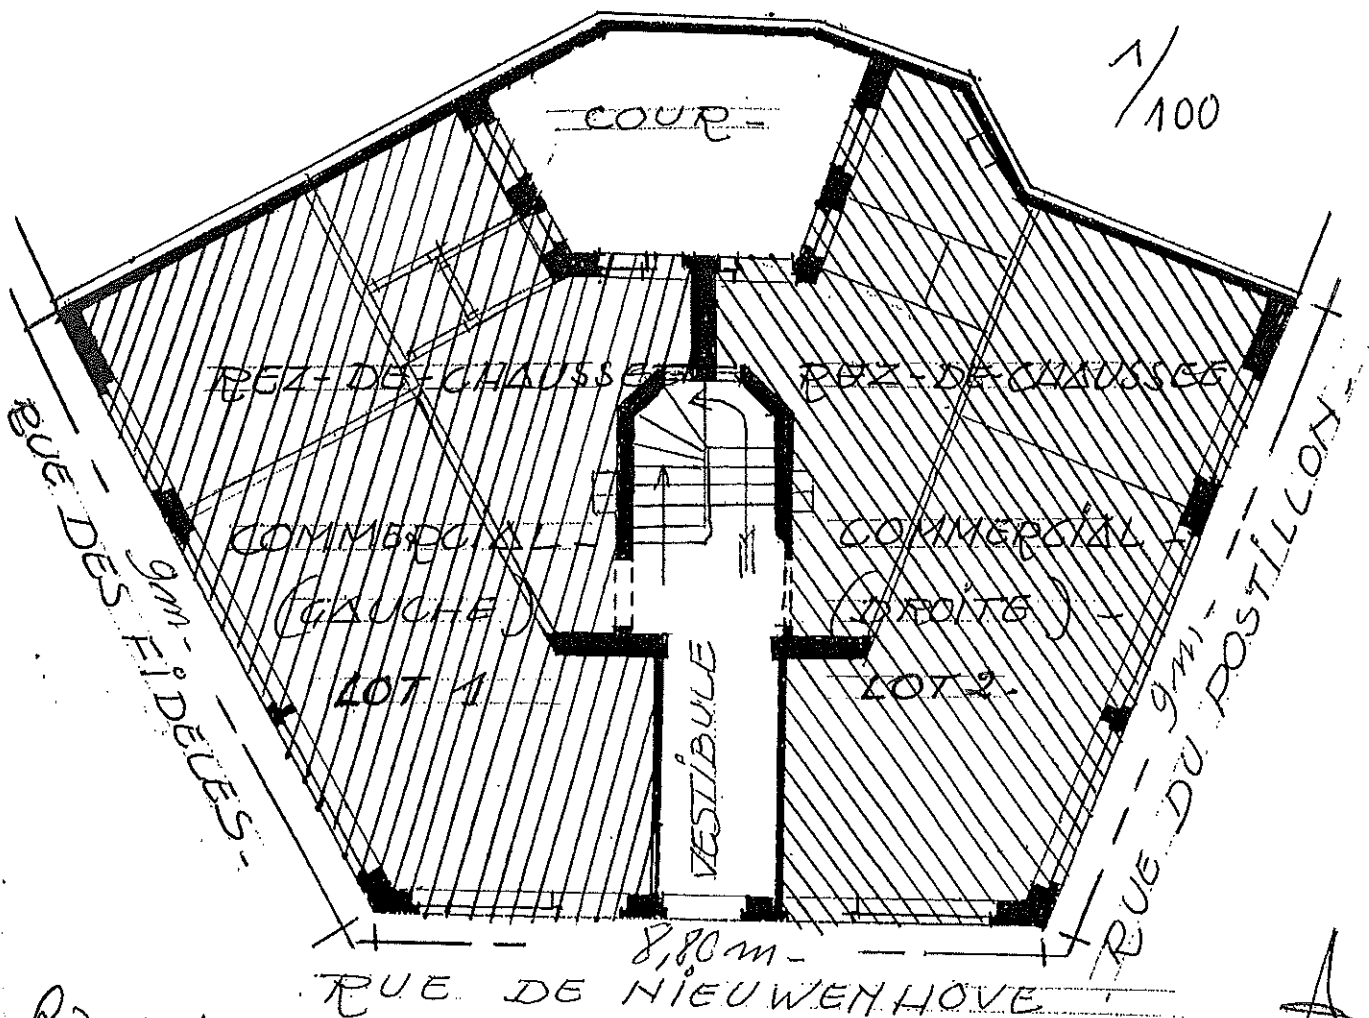 1/100
COUR-
REZ-DE-CHAUSSEE
REZ-DE-CHAUSSEE
COMMERCIAL-
COMMERCIAL-
(GAUCHE)
(DROITE)-
LOT 1
LOT 2-
VESTIBULE
RUE DES FIDELES-
9m-
9m-
RUE DU POSTILLON-
8,80m-
RUE DE NIEUWENHOVE